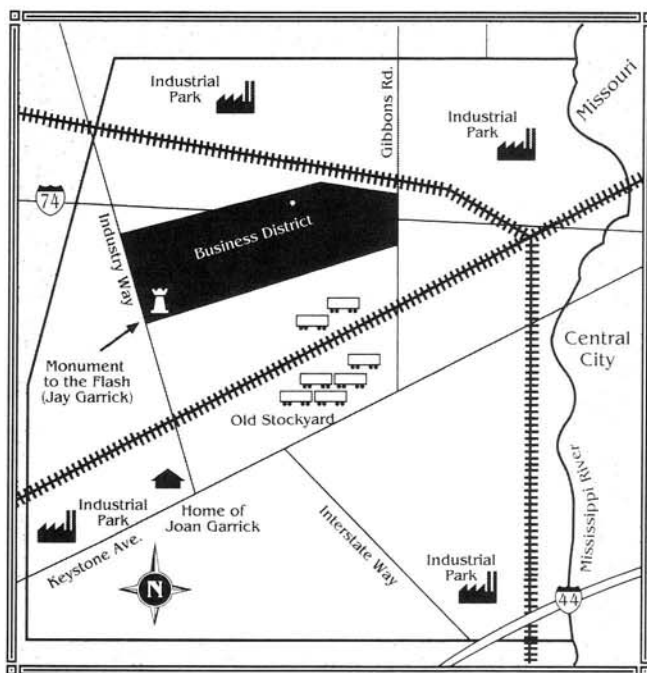 Industrial
Park
Gibbons Rd.
Industrial
Park
Missouri
74
Industry Way
Business District
Monument
to the Flash
(Jay Garrick)
Central
City
Old Stockyard
Mississippi River
Industrial
Park
Home of
Joan Garrick
Keystone Ave.
Interstate Way
N
Industrial
Park
44